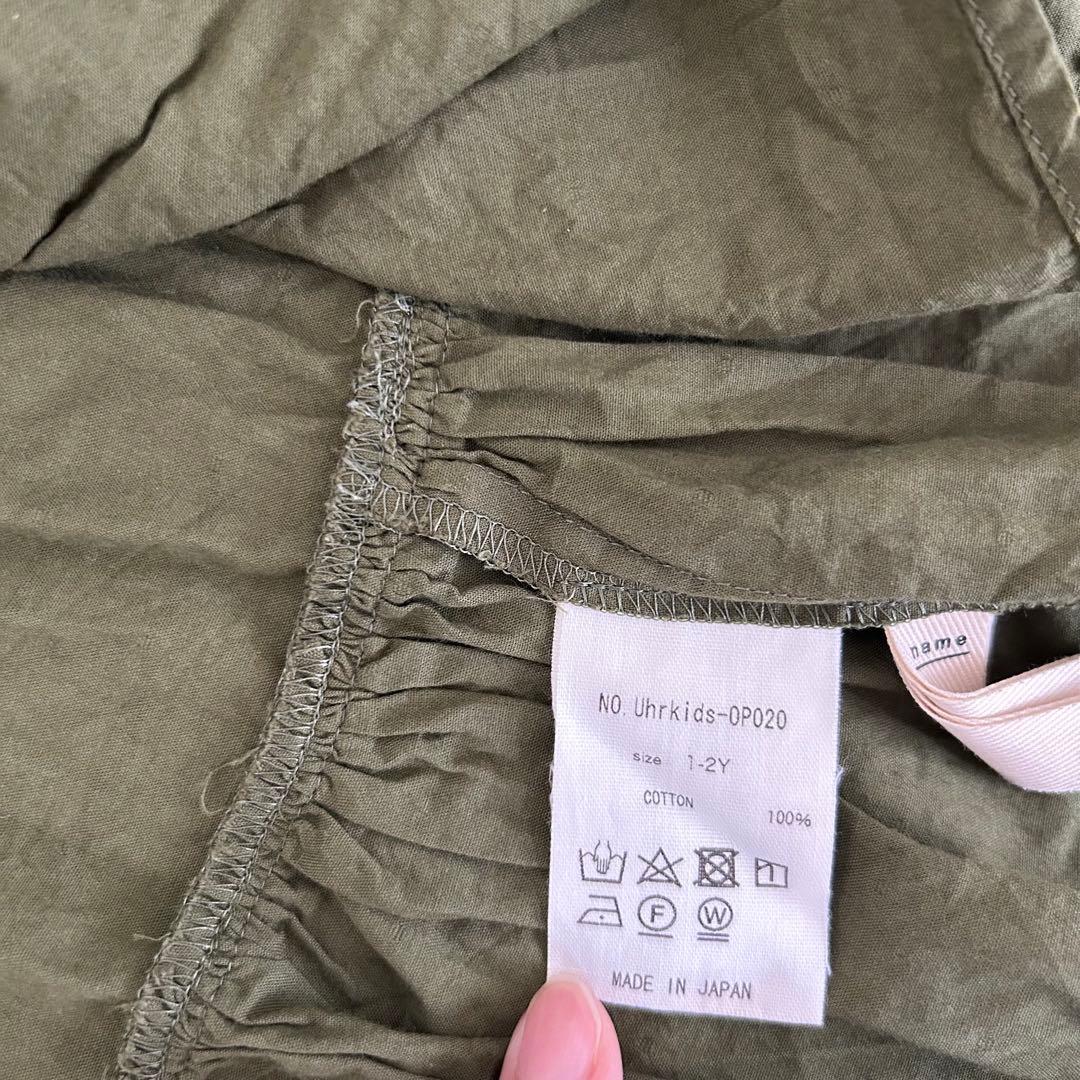 name
NO. Uhrkids-OP020
size 1-2Y
COTTON
100%
F W
MADE IN JAPAN